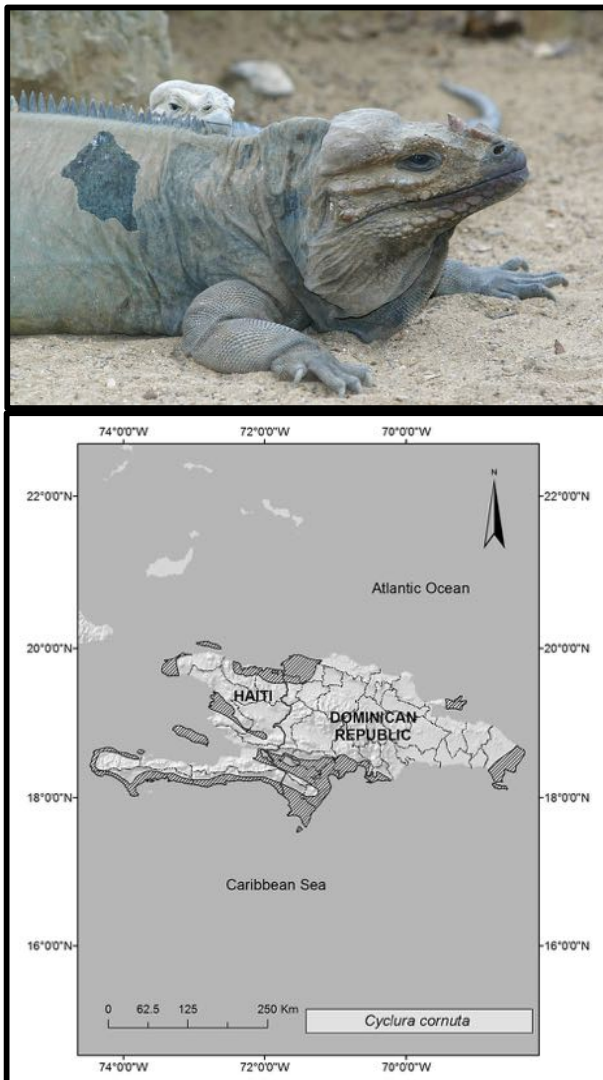 74°0'0"W 72°0'0"W 70°0'0"W
N
22°0'0"N 22°0'0"N
Atlantic Ocean
20°0'0"N 20°0'0"N
HAITI
DOMINICAN
REPUBLIC
18°0'0"N 18°0'0"N
Caribbean Sea
16°0'0"N 16°0'0"N
0 62.5 125 250 Km
Cyclura cornuta
74°0'0"W 72°0'0"W 70°0'0"W